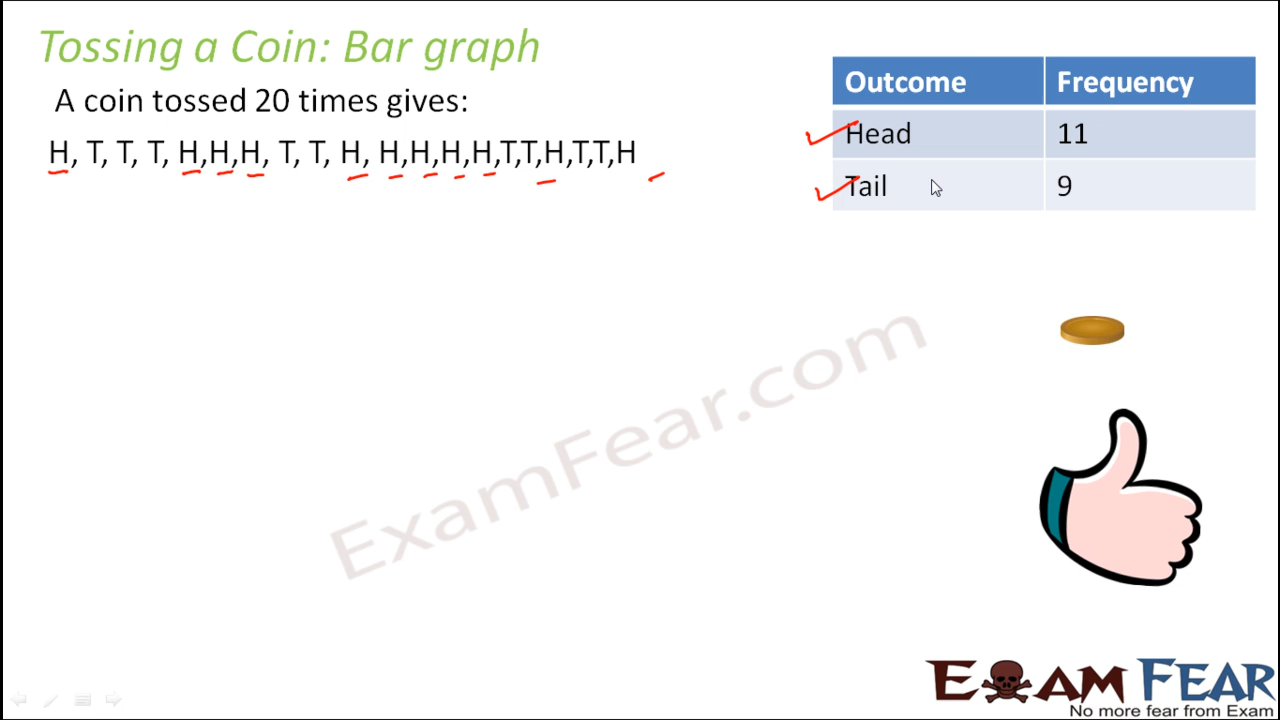 Tossing a Coin: Bar graph
A coin tossed 20 times gives:
H, T, T, T, H,H,H, T, T, H, H,H,H,H,T,T,H,T,T,H
Outcome Frequency
Head 11
Tail 9
ExamFear.com
EXAM FEAR
No more fear from Exam